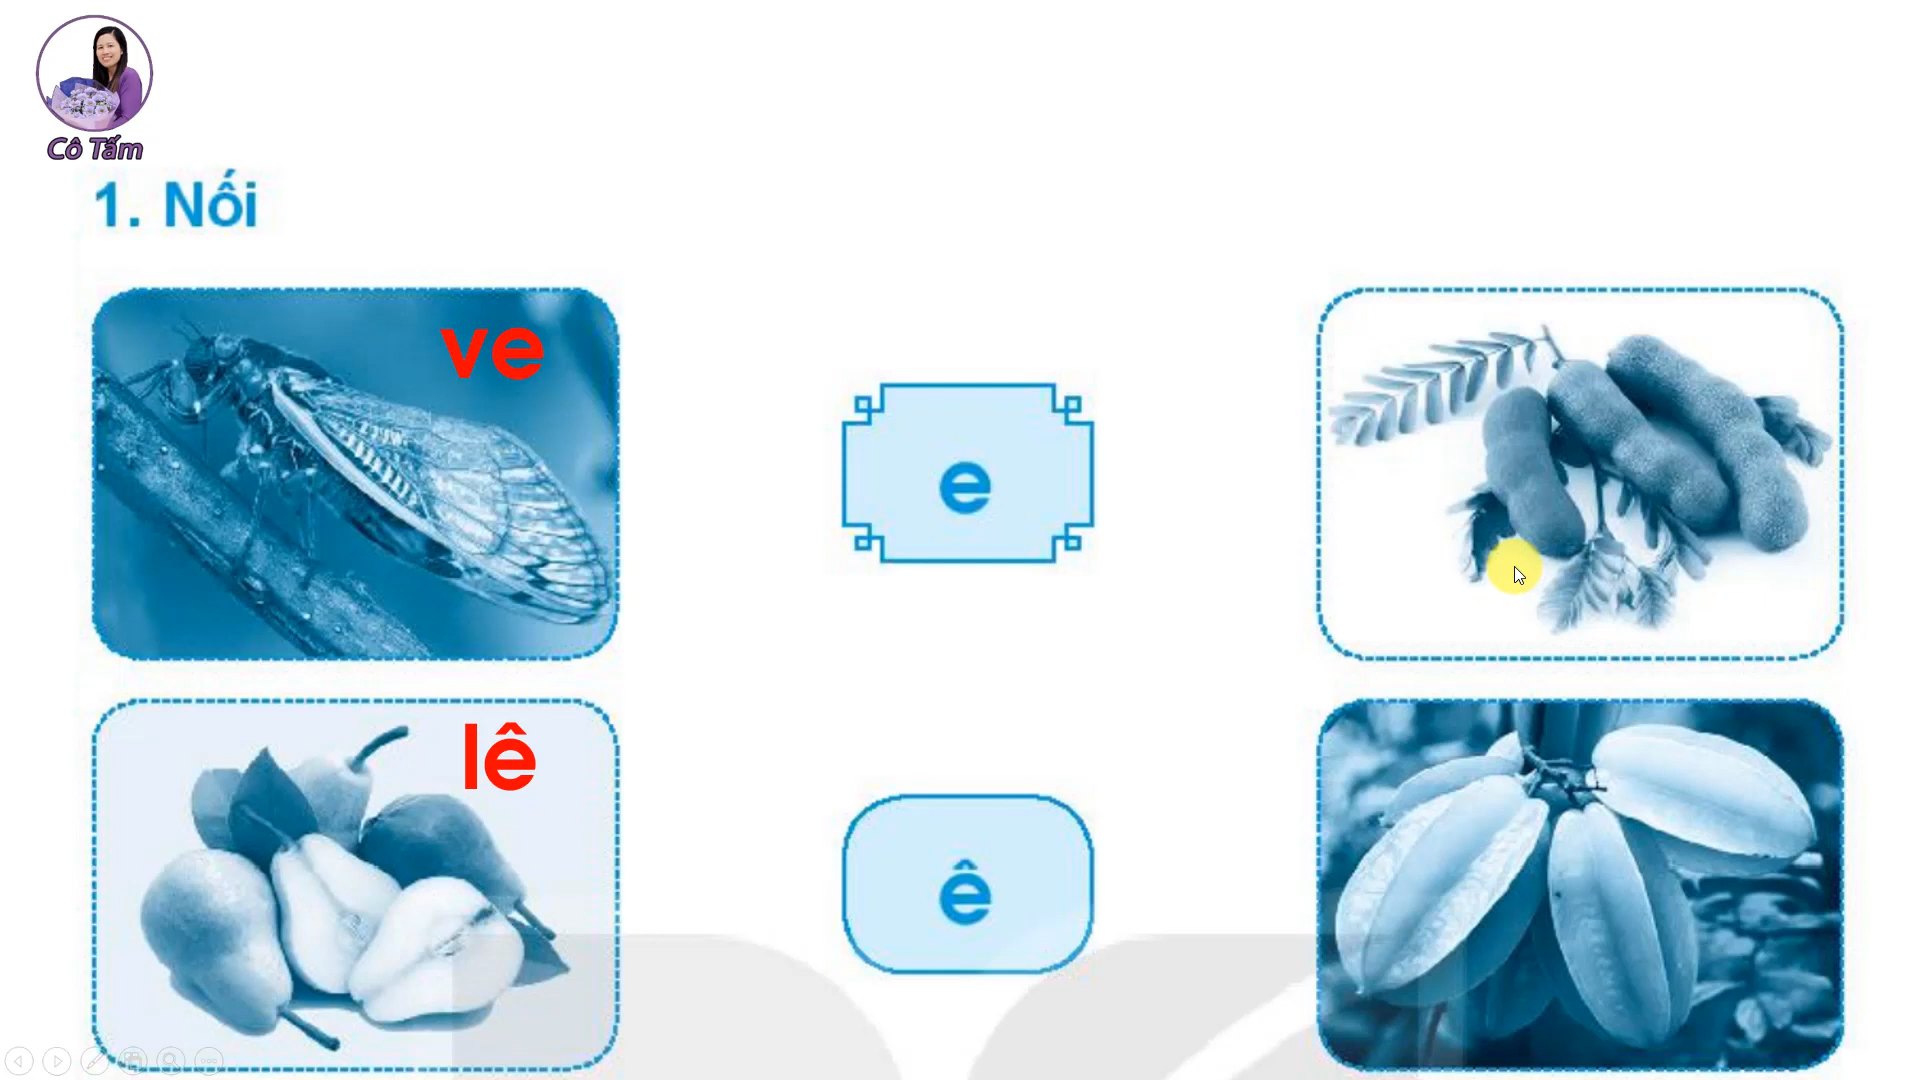 Cô Tấm
1. Nối
ve
e
lê
ê